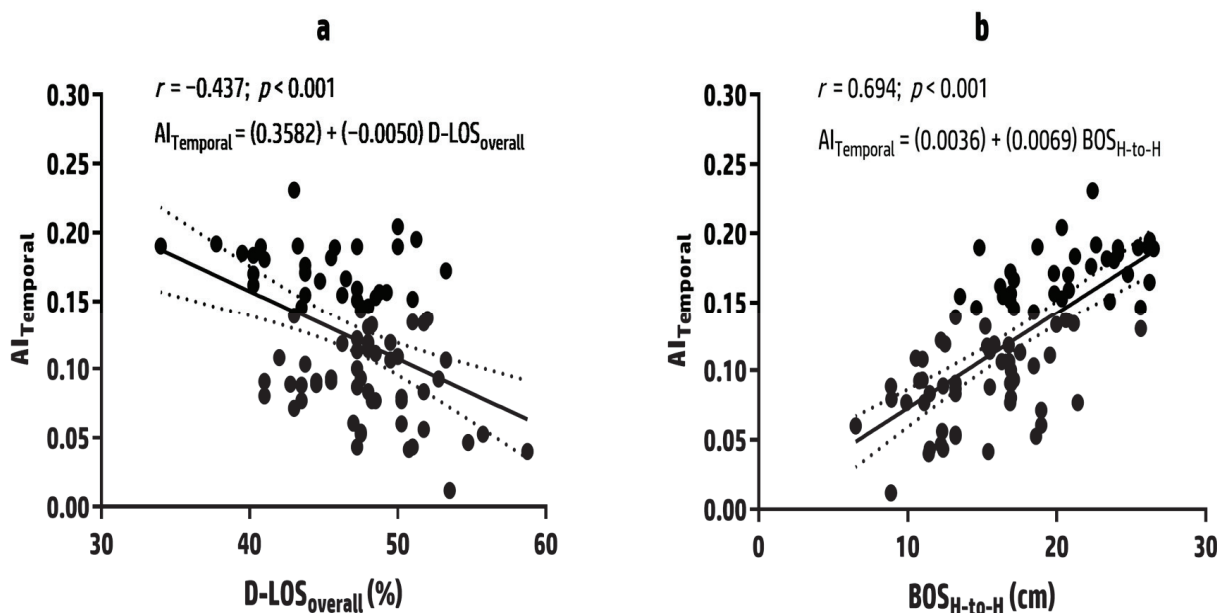 a
r = −0.437; p < 0.001
AI_Temporal = (0.3582) + (−0.0050) D-LOS_overall
0.30
0.25
0.20
0.15
0.10
0.05
0.00
AI_Temporal
30 40 50 60
D-LOS_overall (%)
b
r = 0.694; p < 0.001
AI_Temporal = (0.0036) + (0.0069) BOS_H-to-H
0.30
0.25
0.20
0.15
0.10
0.05
0.00
AI_Temporal
0 10 20 30
BOS_H-to-H (cm)